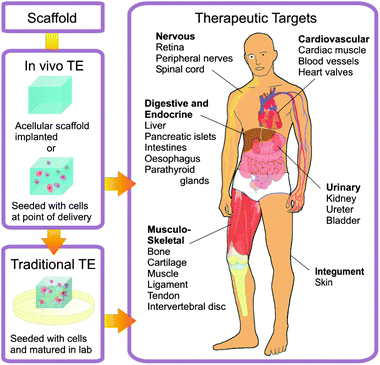 Scaffold
In vivo TE
Acellular scaffold
implanted
or
Seeded with cells
at point of delivery
Traditional TE
Seeded with cells
and matured in lab
Therapeutic Targets
Nervous
Retina
Peripheral nerves
Spinal cord
Cardiovascular
Cardiac muscle
Blood vessels
Heart valves
Digestive and
Endocrine
Liver
Pancreatic islets
Intestines
Oesophagus
Parathyroid
glands
Urinary
Kidney
Ureter
Bladder
Musculo-
Skeletal
Bone
Cartilage
Muscle
Ligament
Tendon
Intervertebral disc
Integument
Skin